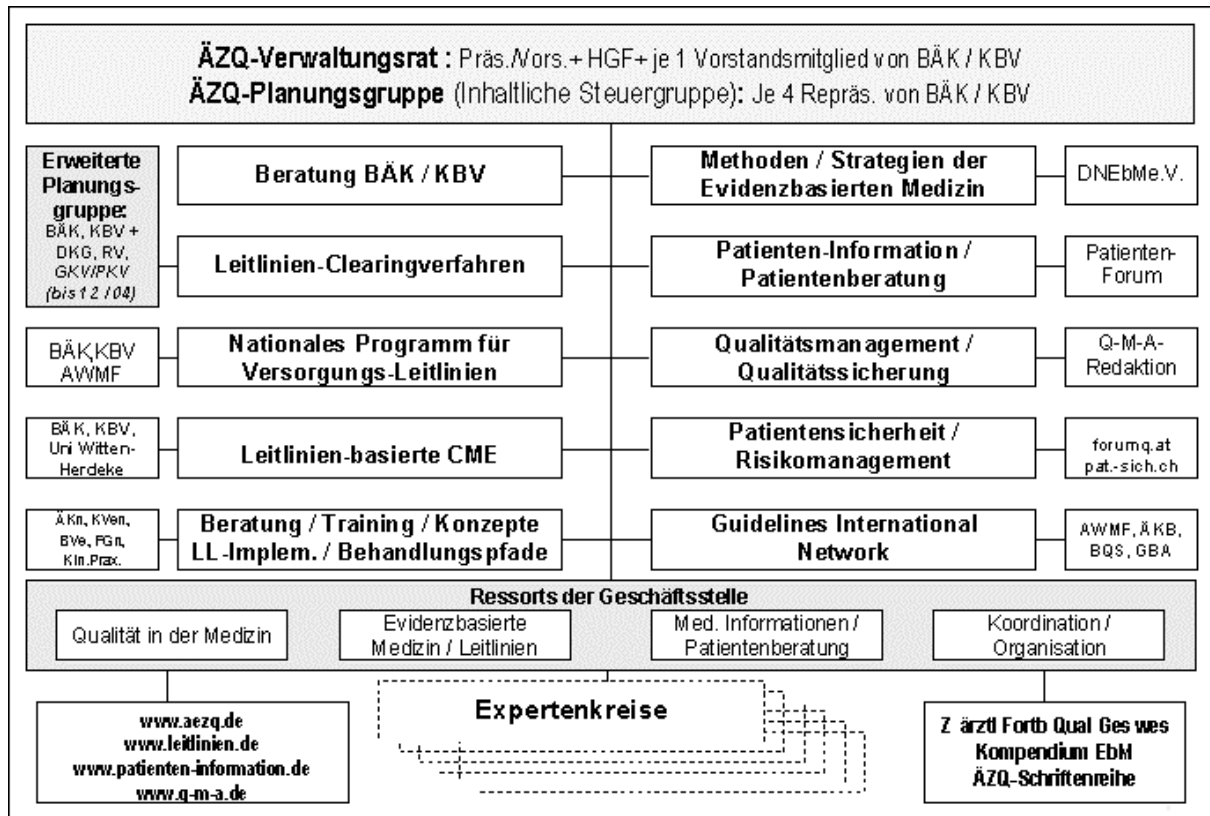 ÄZQ-Verwaltungsrat : Präs./Vors.+ HGF+ je 1 Vorstandsmitglied von BÄK / KBV
ÄZQ-Planungsgruppe (Inhaltliche Steuergruppe): Je 4 Repräs. von BÄK / KBV
Erweiterte
Planungs-
gruppe:
BÄK, KBV +
DKG, RV,
GKV/PKV
(bis 12 / 04)
Beratung BÄK / KBV
Methoden / Strategien der
Evidenzbasierten Medizin
DNEbMe.V.
Leitlinien-Clearingverfahren
Patienten-Information /
Patientenberatung
Patienten-
Forum
BÄK,KBV
AWMF
Nationales Programm für
Versorgungs-Leitlinien
Qualitätsmanagement /
Qualitätssicherung
Q-M-A-
Redaktion
BÄK, KBV,
Uni Witten-
Herdeke
Leitlinien-basierte CME
Patientensicherheit /
Risikomanagement
forumq.at
pat.-sich.ch
ÄKn, KVen,
BVe, FGn,
Kln.Prax.
Beratung / Training / Konzepte
LL-Implem. / Behandlungspfade
Guidelines International
Network
AWMF, ÄKB,
BQS, GBA
Ressorts der Geschäftsstelle
Qualität in der Medizin
Evidenzbasierte
Medizin / Leitlinien
Med. Informationen /
Patientenberatung
Koordination /
Organisation
www.aezq.de
www.leitlinien.de
www.patienten-information.de
www.q-m-a.de
Expertenkreise
Z ärztl Fortb Qual Ges wes
Kompendium EbM
ÄZQ-Schriftenreihe